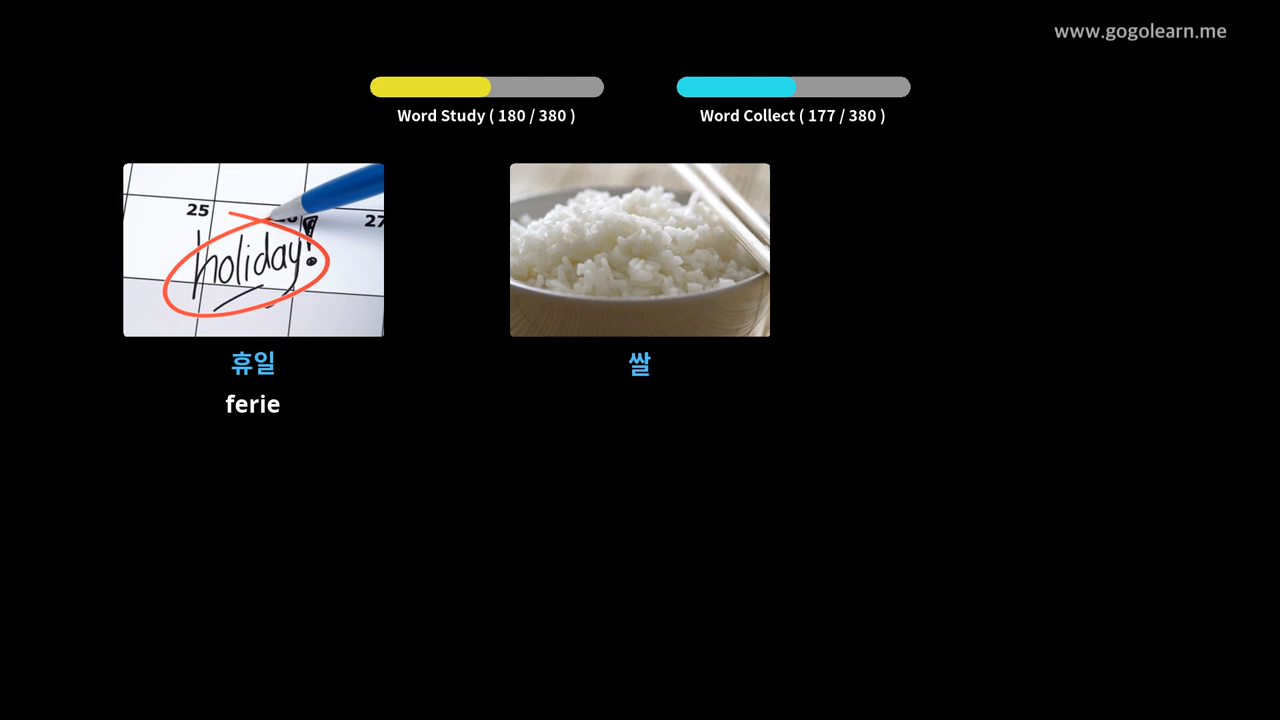 www.gogolearn.me
Word Study ( 180 / 380 )
Word Collect ( 177 / 380 )
25
27
holiday!
휴일
ferie
쌀